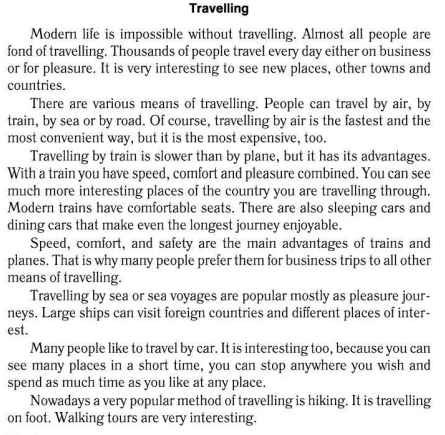 Travelling
Modern life is impossible without travelling. Almost all people are
fond of travelling. Thousands of people travel every day either on business
or for pleasure. It is very interesting to see new places, other towns and
countries.
There are various means of travelling. People can travel by air, by
train, by sea or by road. Of course, travelling by air is the fastest and the
most convenient way, but it is the most expensive, too.
Travelling by train is slower than by plane, but it has its advantages.
With a train you have speed, comfort and pleasure combined. You can see
much more interesting places of the country you are travelling through.
Modern trains have comfortable seats. There are also sleeping cars and
dining cars that make even the longest journey enjoyable.
Speed, comfort, and safety are the main advantages of trains and
planes. That is why many people prefer them for business trips to all other
means of travelling.
Travelling by sea or sea voyages are popular mostly as pleasure jour-
neys. Large ships can visit foreign countries and different places of inter-
est.
Many people like to travel by car. It is interesting too, because you can
see many places in a short time, you can stop anywhere you wish and
spend as much time as you like at any place.
Nowadays a very popular method of travelling is hiking. It is travelling
on foot. Walking tours are very interesting.